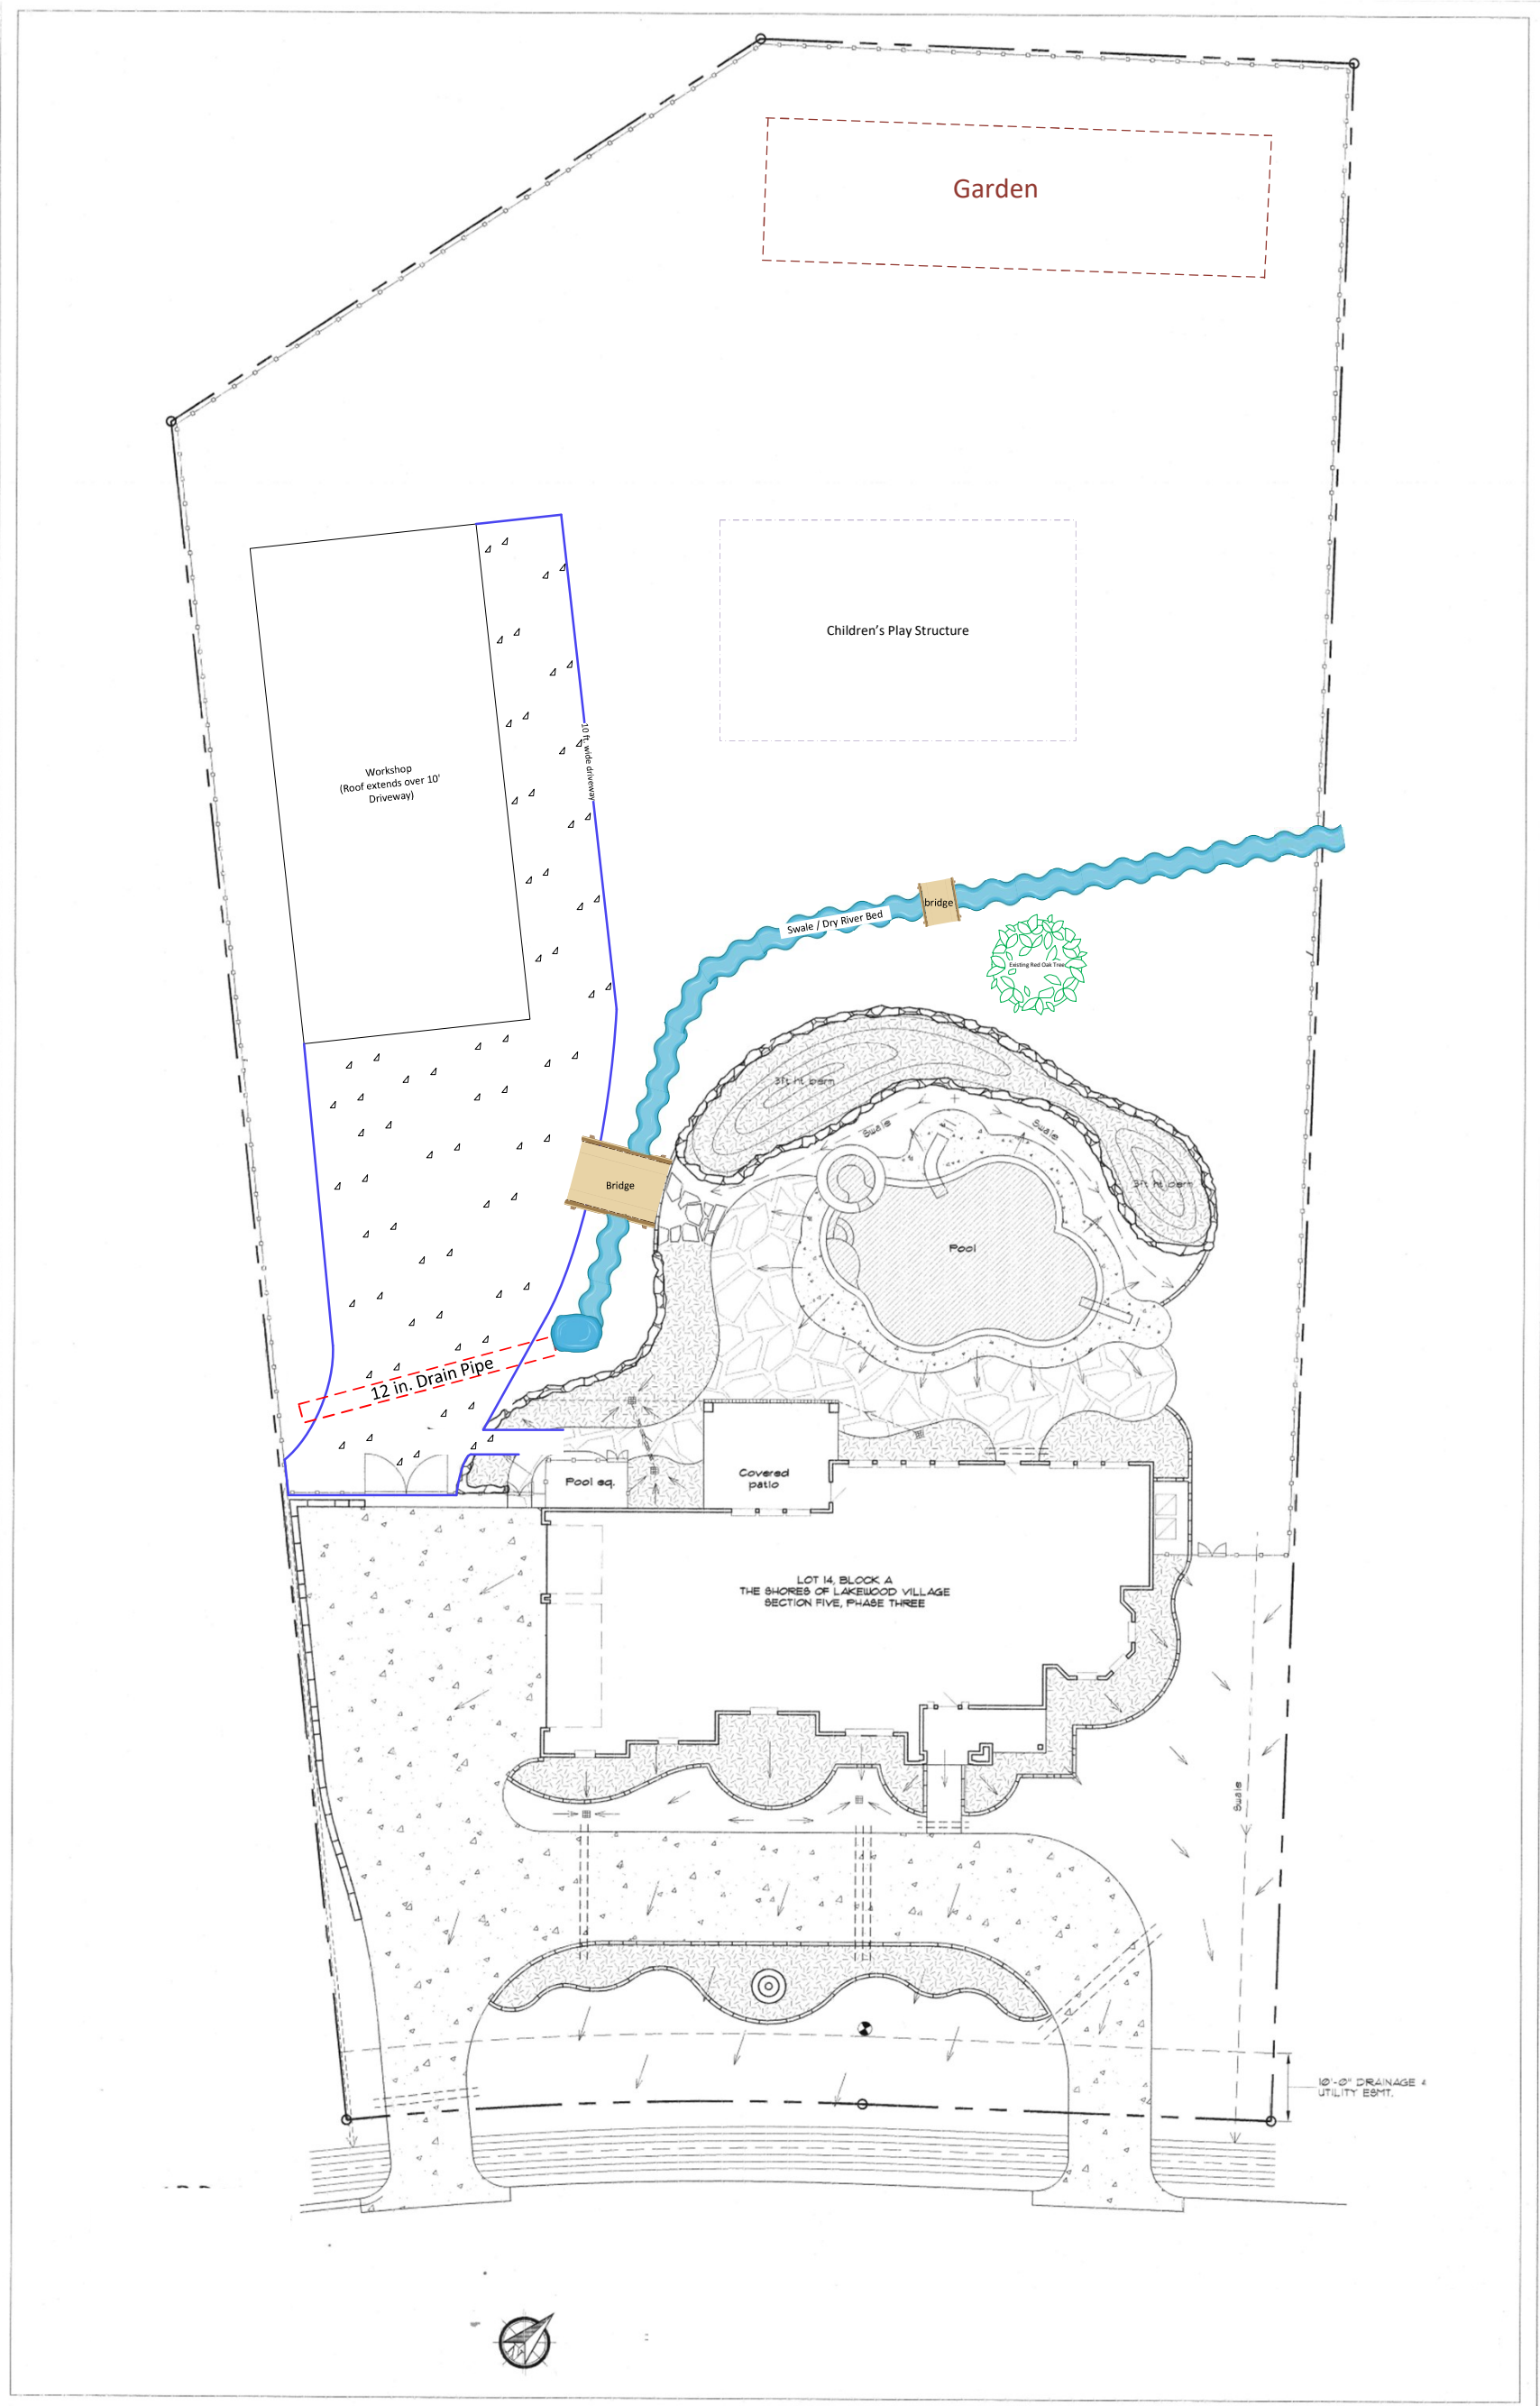 Garden
Children's Play Structure
10 ft. wide driveway
Workshop
(Roof extends over 10'
Driveway)
bridge
Swale / Dry River Bed
Existing Red Oak Tree
3ft ht berm
Swale
Swale
3ft ht berm
Bridge
Pool
12 in. Drain Pipe
Pool eq.
Covered
patio
LOT 14, BLOCK A
THE SHORES OF LAKEWOOD VILLAGE
SECTION FIVE, PHASE THREE
Swale
10'-0" DRAINAGE &
UTILITY ESMT.